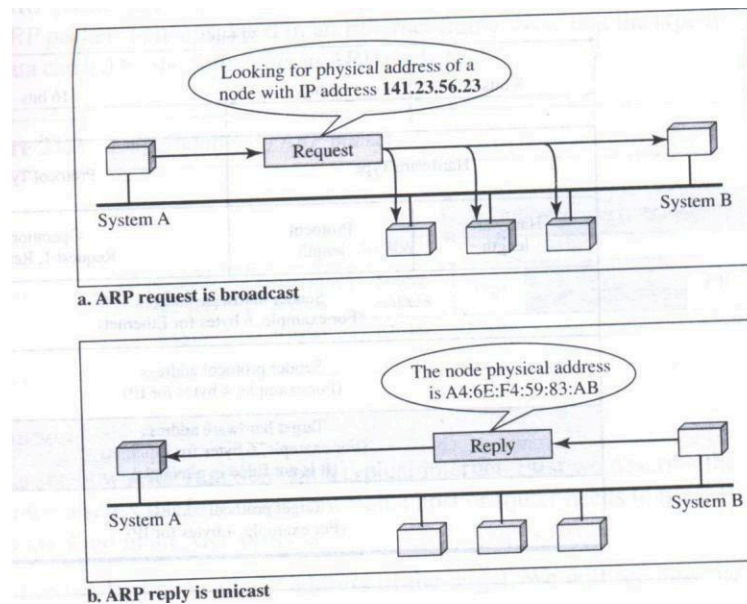 Looking for physical address of a
node with IP address 141.23.56.23
Request
System A
System B
a. ARP request is broadcast
The node physical address
is A4:6E:F4:59:83:AB
Reply
System A
System B
b. ARP reply is unicast